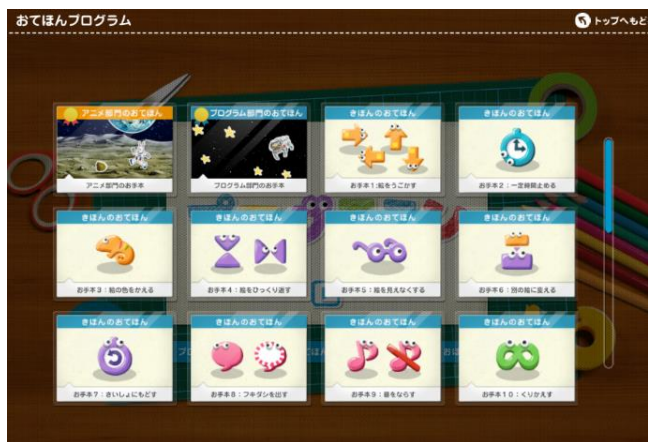 おてほんプログラム
トップへもど
アニメ部門のおてほん
プログラム部門のおてほん
きほんのおてほん
きほんのおてほん
アニメ部門のお手本
プログラム部門のお手本
お手本1:絵をうごかす
お手本2:一定時間止める
きほんのおてほん
きほんのおてほん
きほんのおてほん
きほんのおてほん
お手本3:絵の色をかえる
お手本4:絵をひっくり返す
お手本5:絵を見えなくする
お手本6:別の絵に変える
きほんのおてほん
きほんのおてほん
きほんのおてほん
きほんのおてほん
お手本7:さいしょにもどす
お手本8:フキダシを出す
お手本9:音をならす
お手本10:くりかえす